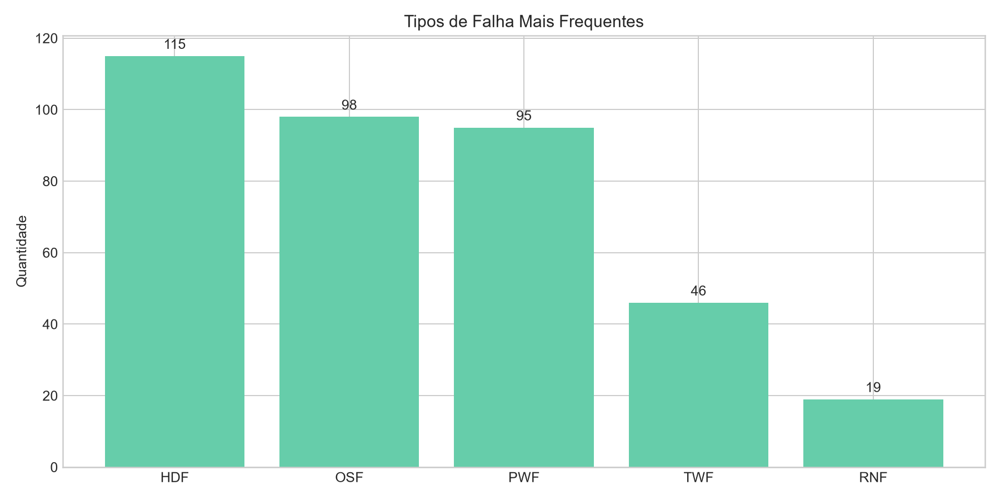 Tipos de Falha Mais Frequentes
120
100
80
60
40
20
0
Quantidade
115
98
95
46
19
HDF
OSF
PWF
TWF
RNF